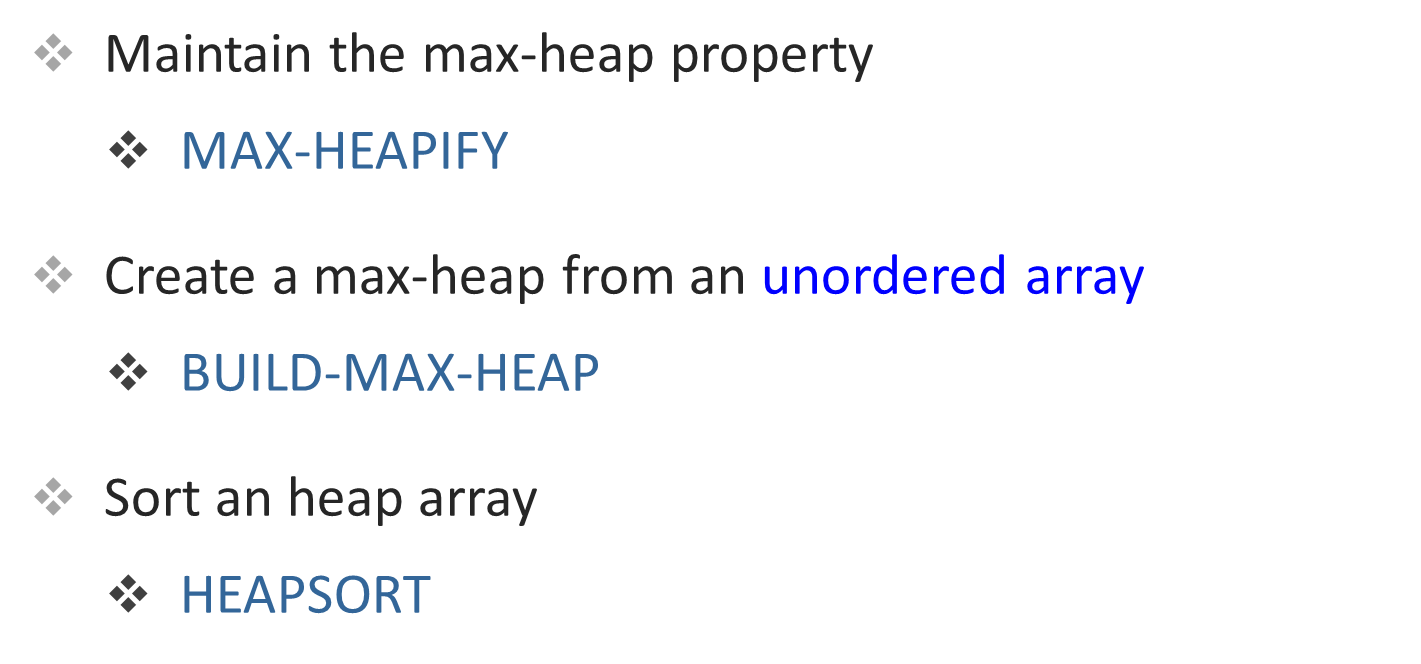 ❖ Maintain the max-heap property
❖ MAX-HEAPIFY
❖ Create a max-heap from an unordered array
❖ BUILD-MAX-HEAP
❖ Sort an heap array
❖ HEAPSORT